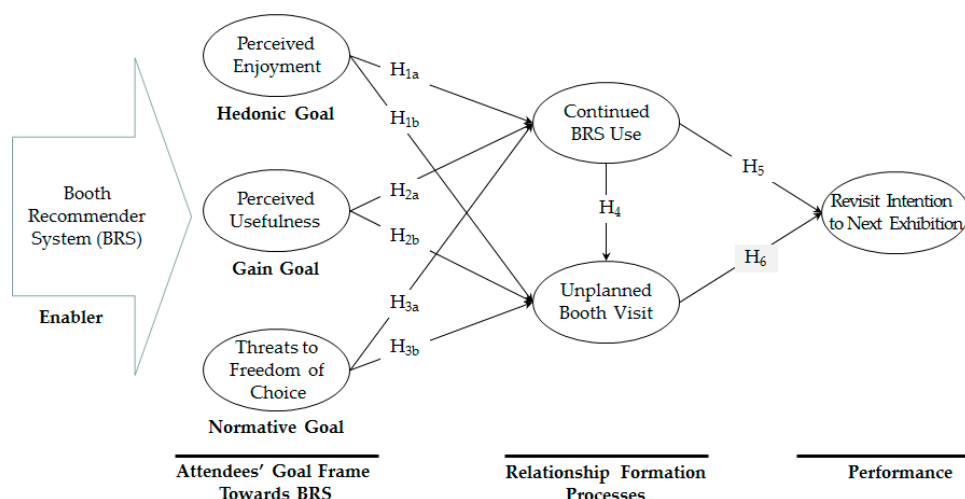 Perceived
Enjoyment
Hedonic Goal
H1a
H1b
Continued
BRS Use
Booth
Recommender
System (BRS)
Enabler
Perceived
Usefulness
Gain Goal
H2a
H2b
H4
H5
Revisit Intention
to Next Exhibition
H6
H3a
H3b
Unplanned
Booth Visit
Threats to
Freedom of
Choice
Normative Goal
Attendees' Goal Frame
Towards BRS
Relationship Formation
Processes
Performance